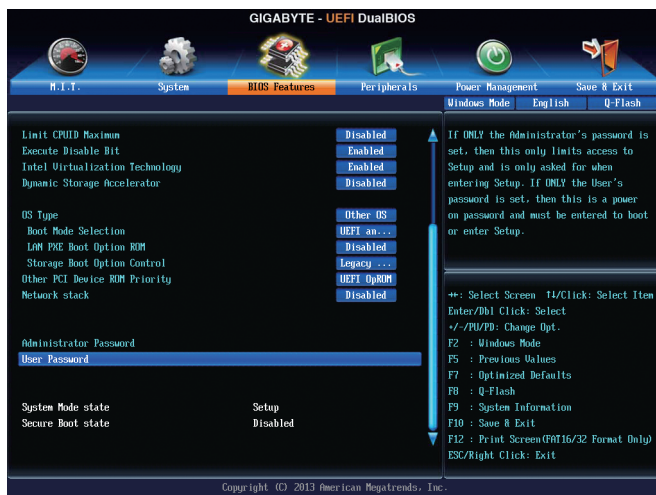 GIGABYTE - UEFI DualBIOS
M.I.T.
System
BIOS Features
Peripherals
Power Management
Save & Exit
Windows Mode
English
Q-Flash
Limit CPUID Maximum Disabled
Execute Disable Bit Enabled
Intel Virtualization Technology Enabled
Dynamic Storage Accelerator Disabled
OS Type Other OS
Boot Mode Selection UEFI an...
LAN PXE Boot Option ROM Disabled
Storage Boot Option Control Legacy ...
Other PCI Device ROM Priority UEFI OpROM
Network stack Disabled
Administrator Password
User Password
System Mode state Setup
Secure Boot state Disabled
If ONLY the Administrator's password is
set, then this only limits access to
Setup and is only asked for when
entering Setup. If ONLY the User's
password is set, then this is a power
on password and must be entered to boot
or enter Setup.
→←: Select Screen ↑↓/Click: Select Item
Enter/Dbl Click: Select
+/-/PU/PD: Change Opt.
F2 : Windows Mode
F5 : Previous Values
F7 : Optimized Defaults
F8 : Q-Flash
F9 : System Information
F10 : Save & Exit
F12 : Print Screen(FAT16/32 Format Only)
ESC/Right Click: Exit
Copyright (C) 2013 American Megatrends, Inc.